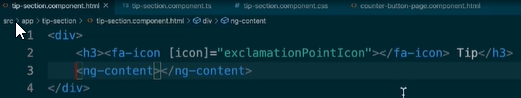 tip-section.component.html
tip-section.component.ts
tip-section.component.css
counter-button-page.component.html
src > app > tip-section > tip-section.component.html > div > ng-content
1 <div>
2 <h3><fa-icon [icon]="exclamationPointIcon"></fa-icon> Tip</h3>
3 <ng-content></ng-content>
4 </div>